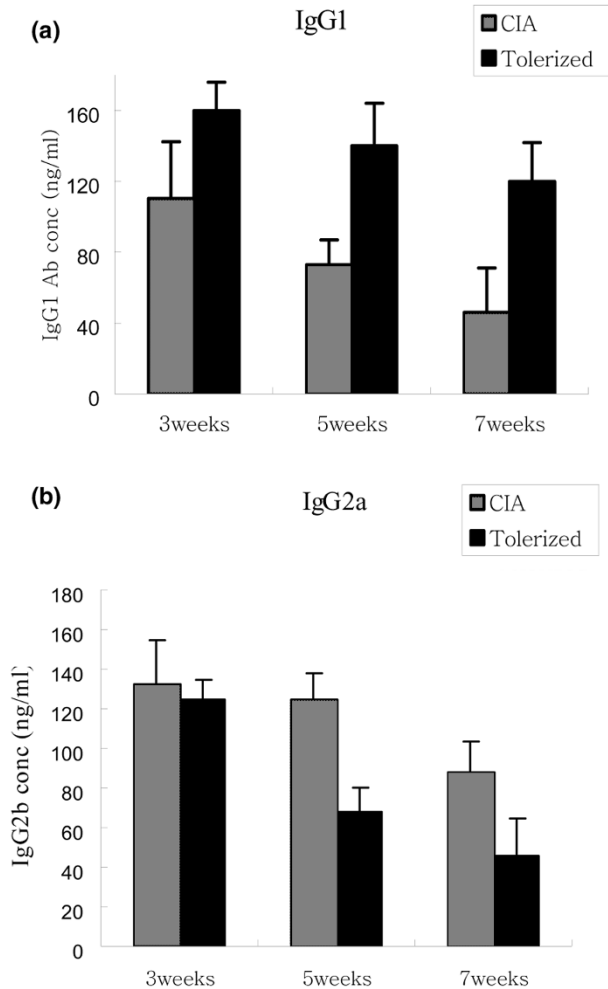 (a)
IgG1
CIA
Tolerized
IgG1 Ab conc (ng/ml)
160
120
80
40
0
3weeks
5weeks
7weeks
(b)
IgG2a
CIA
Tolerized
IgG2b conc (ng/ml)
180
160
140
120
100
80
60
40
20
0
3weeks
5weeks
7weeks